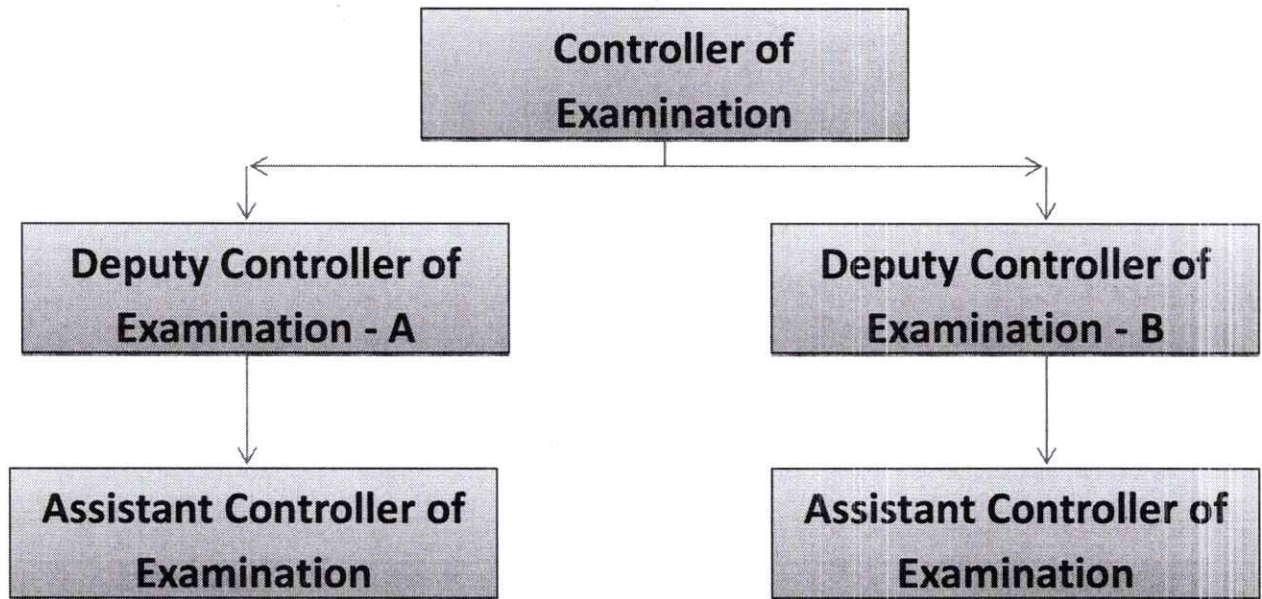 Controller of
Examination
Deputy Controller of
Examination - A
Deputy Controller of
Examination - B
Assistant Controller of
Examination
Assistant Controller of
Examination